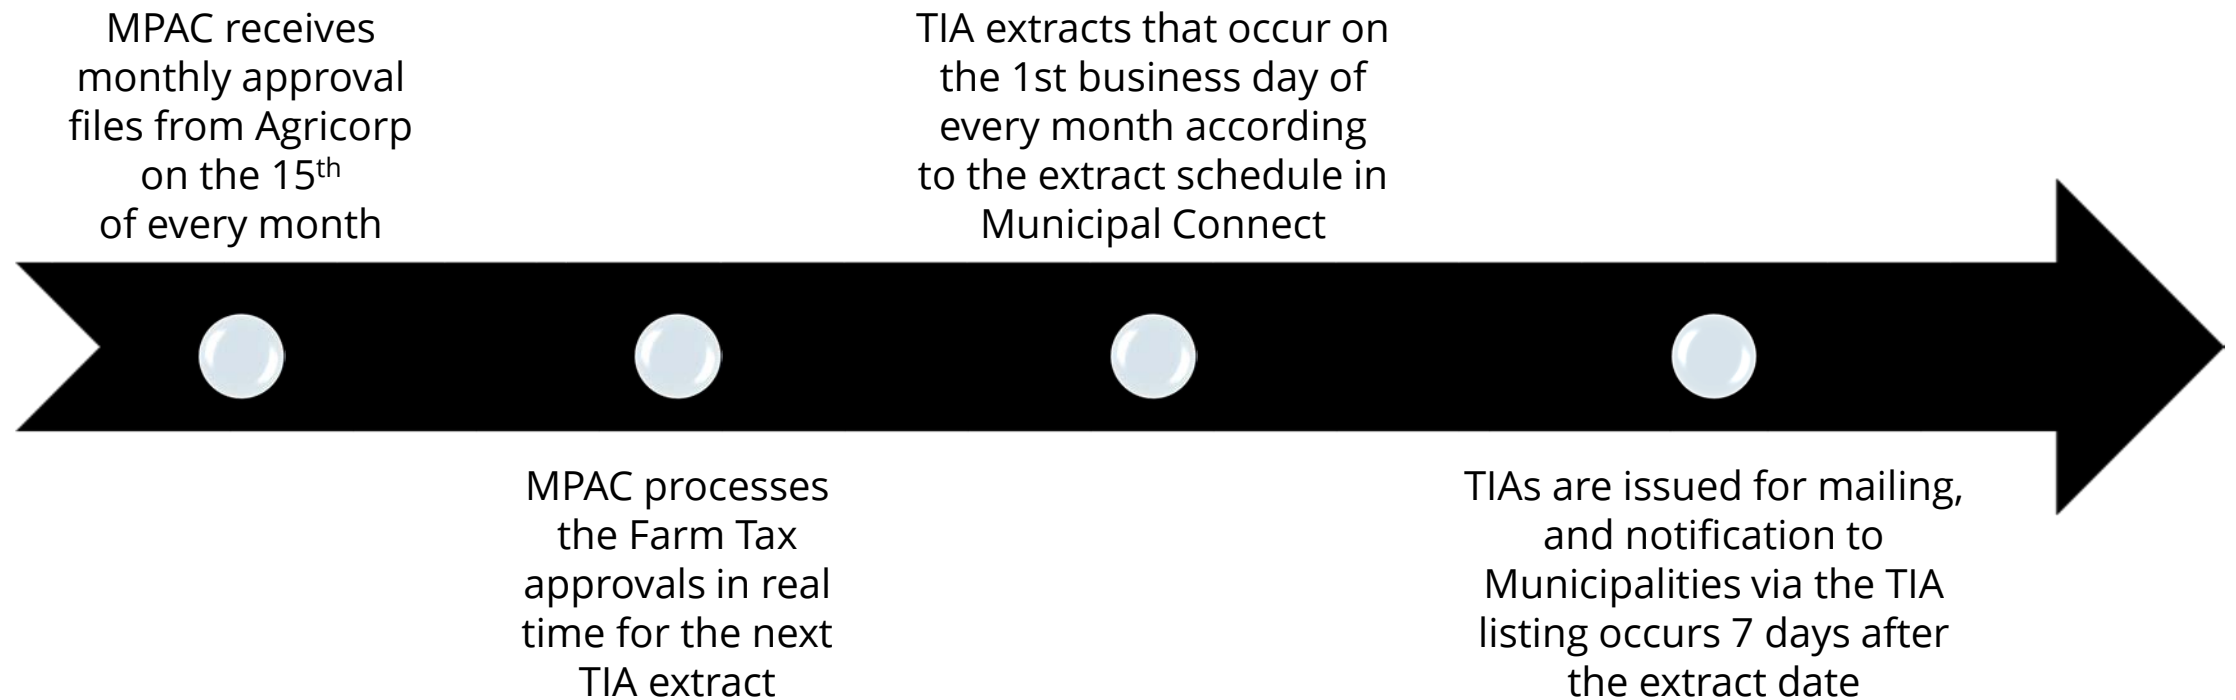 MPAC receives
monthly approval
files from Agricorp
on the 15th
of every month
MPAC processes
the Farm Tax
approvals in real
time for the next
TIA extract
TIA extracts that occur on
the 1st business day of
every month according
to the extract schedule in
Municipal Connect
TIAs are issued for mailing,
and notification to
Municipalities via the TIA
listing occurs 7 days after
the extract date